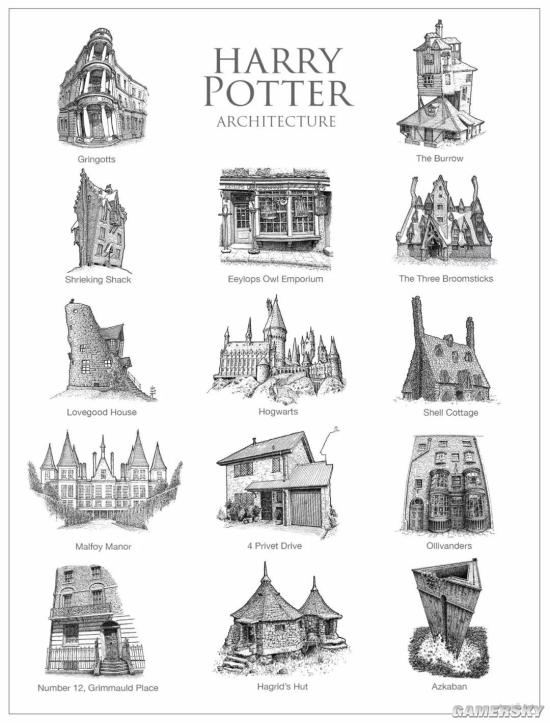 HARRY
POTTER
ARCHITECTURE
Gringotts
The Burrow
Shrieking Shack
Eeylops Owl Emporium
The Three Broomsticks
Lovegood House
Hogwarts
Shell Cottage
Malfoy Manor
4 Privet Drive
Ollivanders
Number 12, Grimmauld Place
Hagrid's Hut
Azkaban
GAMERSKY